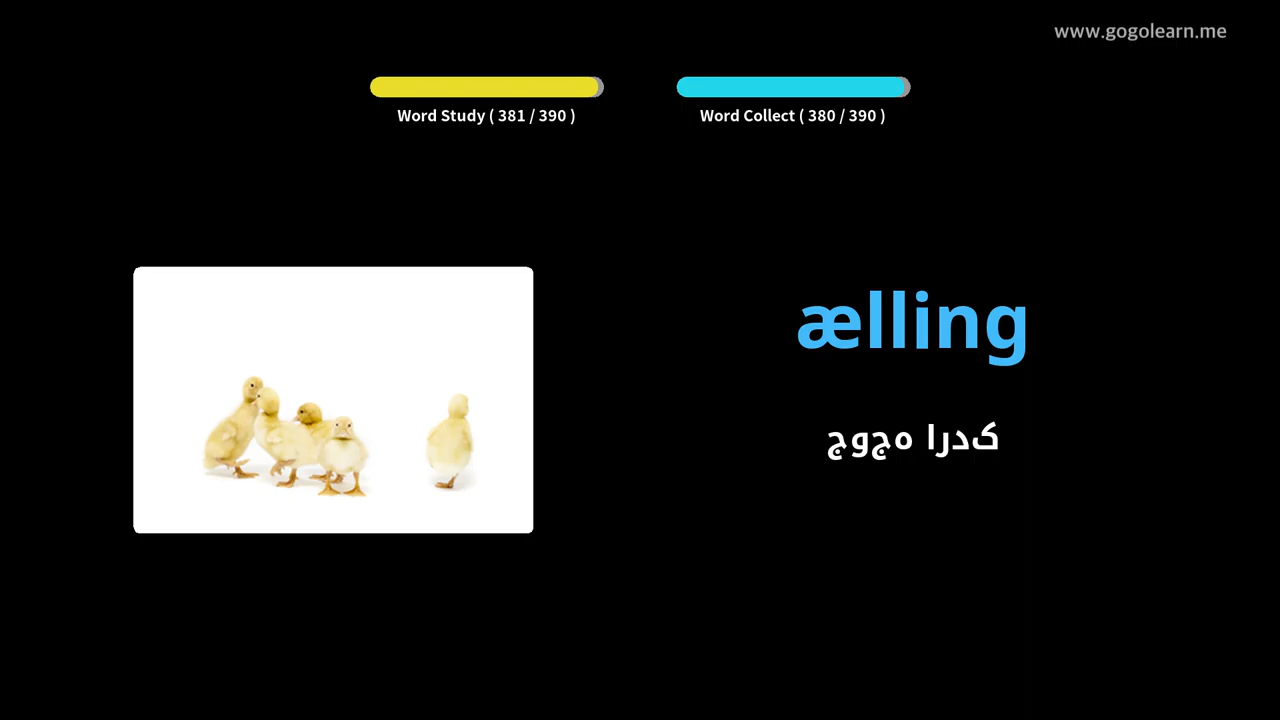 www.gogolearn.me
Word Study ( 381 / 390 )
Word Collect ( 380 / 390 )
ælling
جوجه اردک